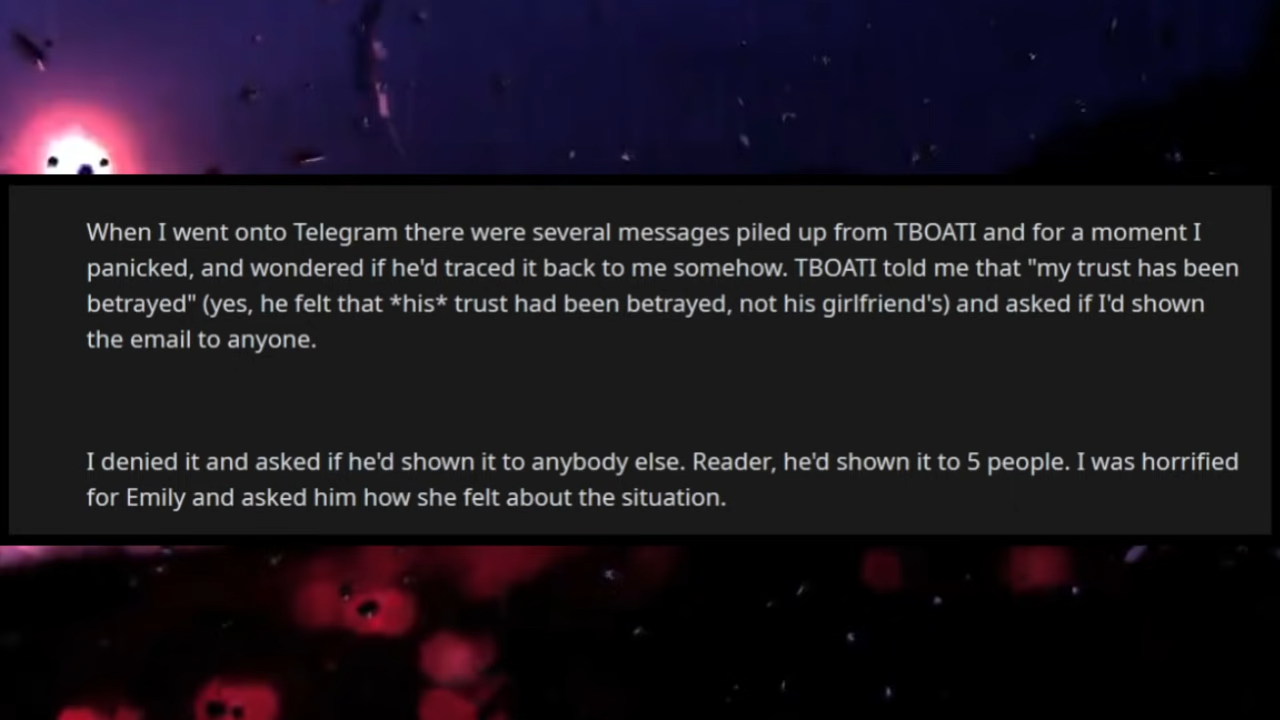 When I went onto Telegram there were several messages piled up from TBOATI and for a moment I
panicked, and wondered if he'd traced it back to me somehow. TBOATI told me that "my trust has been
betrayed" (yes, he felt that *his* trust had been betrayed, not his girlfriend's) and asked if I'd shown
the email to anyone.
I denied it and asked if he'd shown it to anybody else. Reader, he'd shown it to 5 people. I was horrified
for Emily and asked him how she felt about the situation.